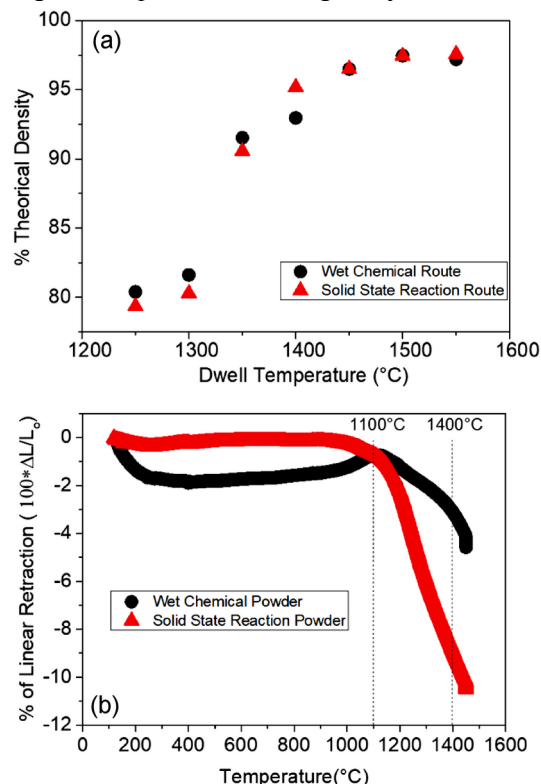 (a)
100
95
90
85
80
% Theorical Density
Wet Chemical Route
Solid State Reaction Route
1200 1300 1400 1500 1600
Dwell Temperature (°C)
1100°C 1400°C
0
-2
-4
-6
-8
-10
-12
% of Linear Retraction ( 100*ΔL/L₀)
Wet Chemical Powder
Solid State Reaction Powder
(b)
0 200 400 600 800 1000 1200 1400 1600
Temperature(°C)